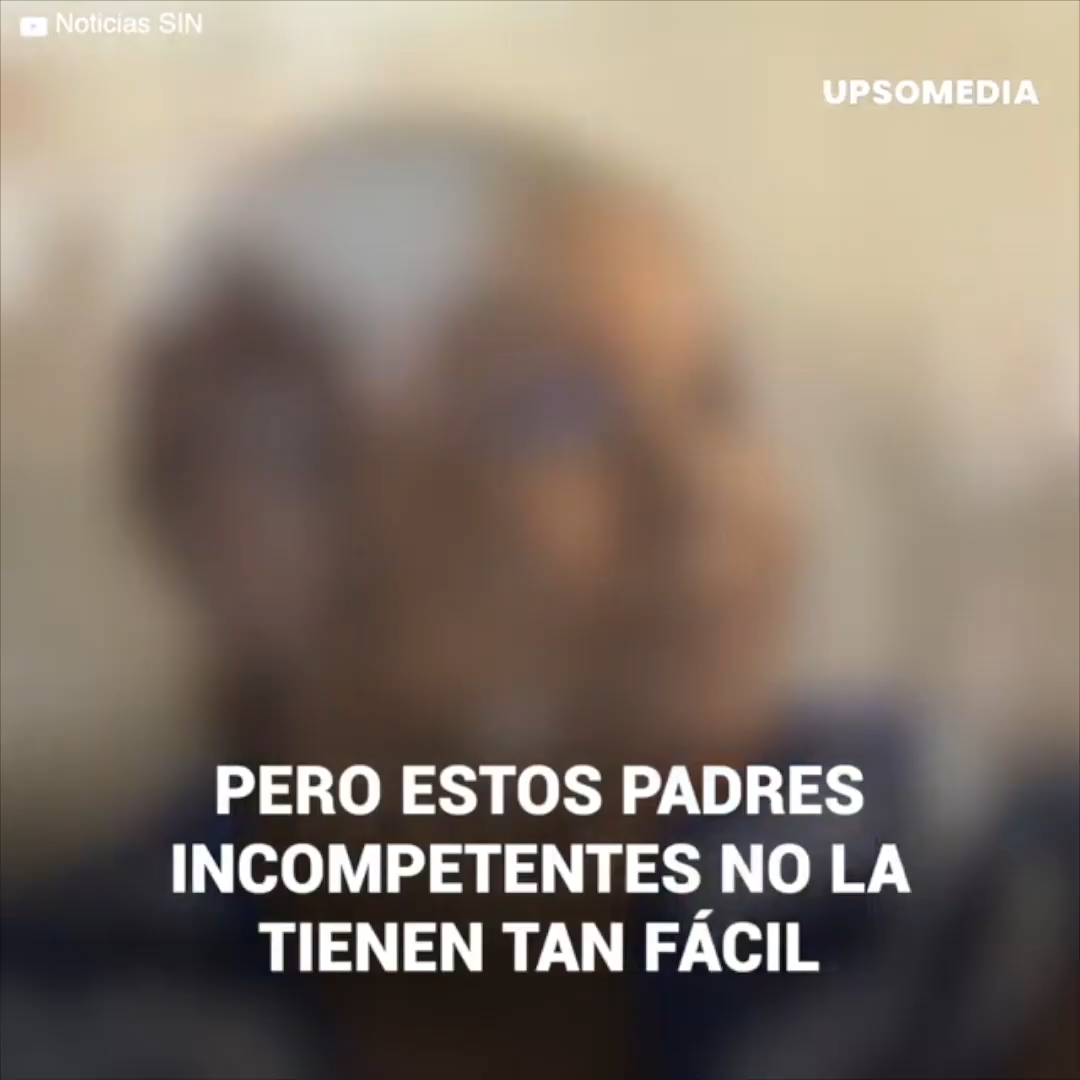 Noticias SIN
UPSOMEDIA
PERO ESTOS PADRES
INCOMPETENTES NO LA
TIENEN TAN FÁCIL